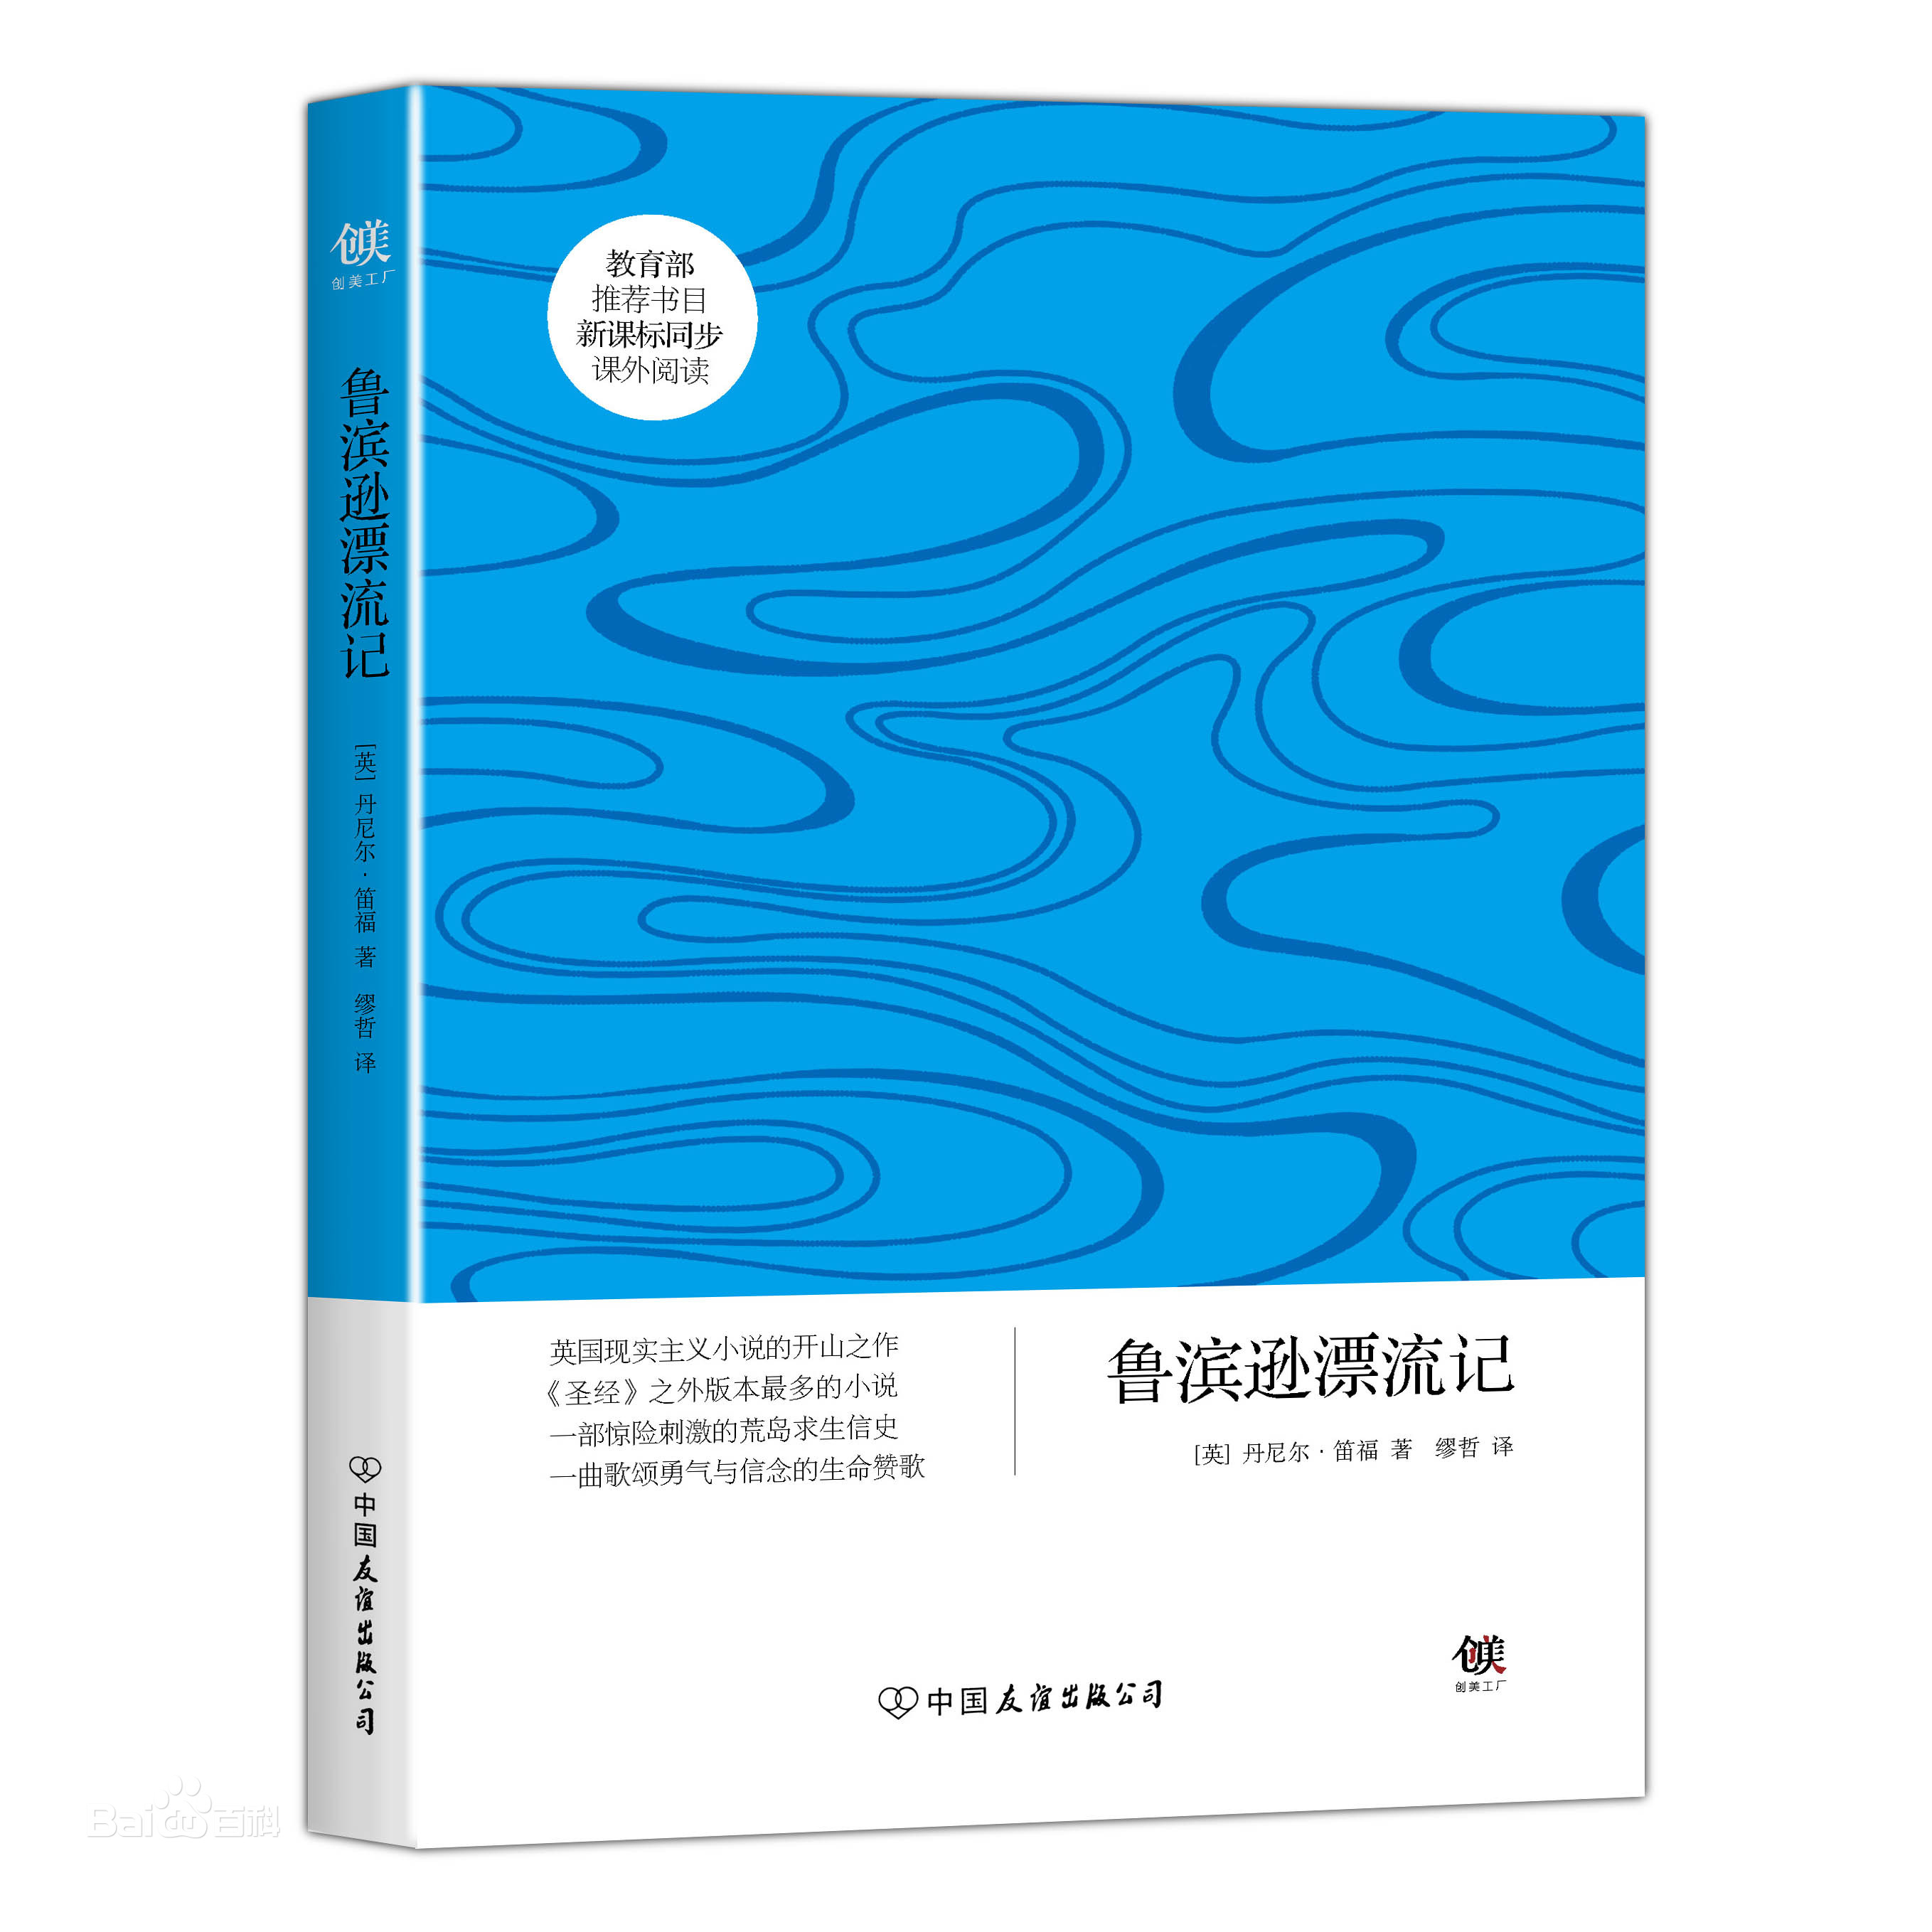 创美
创美工厂
鲁滨逊漂流记
[英] 丹尼尔·笛福 著 缪哲 译
中国友谊出版公司
教育部
推荐书目
新课标同步
课外阅读
英国现实主义小说的开山之作
《圣经》之外版本最多的小说
一部惊险刺激的荒岛求生信史
一曲歌颂勇气与信念的生命赞歌
鲁滨逊漂流记
[英] 丹尼尔·笛福 著 缪哲 译
中国友谊出版公司
创美
创美工厂
Bai 百科